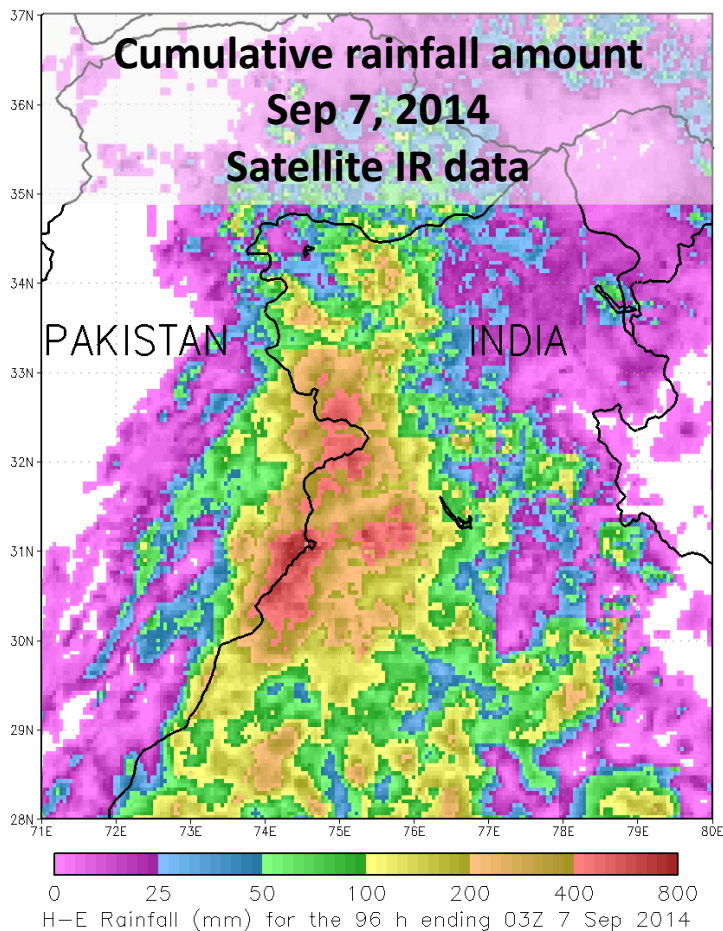 37N
Cumulative rainfall amount
36N
Sep 7, 2014
Satellite IR data
35N
34N
PAKISTAN INDIA
33N
32N
31N
30N
29N
28N
71E 72E 73E 74E 75E 76E 77E 78E 79E 80E
0 25 50 100 200 400 800
H-E Rainfall (mm) for the 96 h ending 03Z 7 Sep 2014